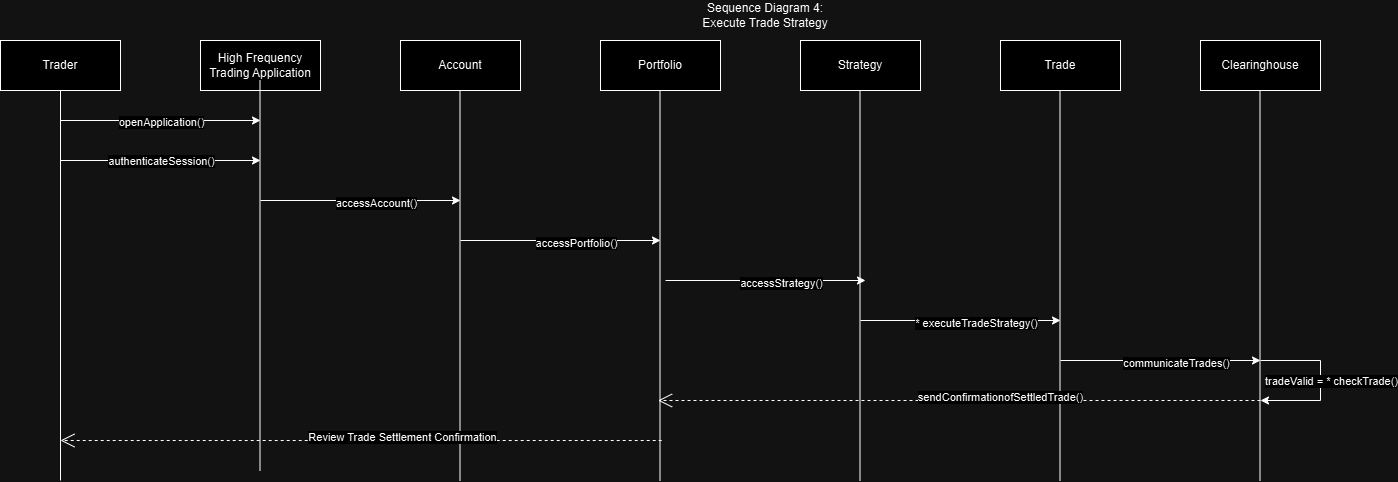 Sequence Diagram 4:
Execute Trade Strategy
Trader
High Frequency
Trading Application
Account
Portfolio
Strategy
Trade
Clearinghouse
openApplication()
authenticateSession()
accessAccount()
accessPortfolio()
accessStrategy()
* executeTradeStrategy()
communicateTrades()
tradeValid = * checkTrade()
sendConfirmationofSettledTrade()
Review Trade Settlement Confirmation